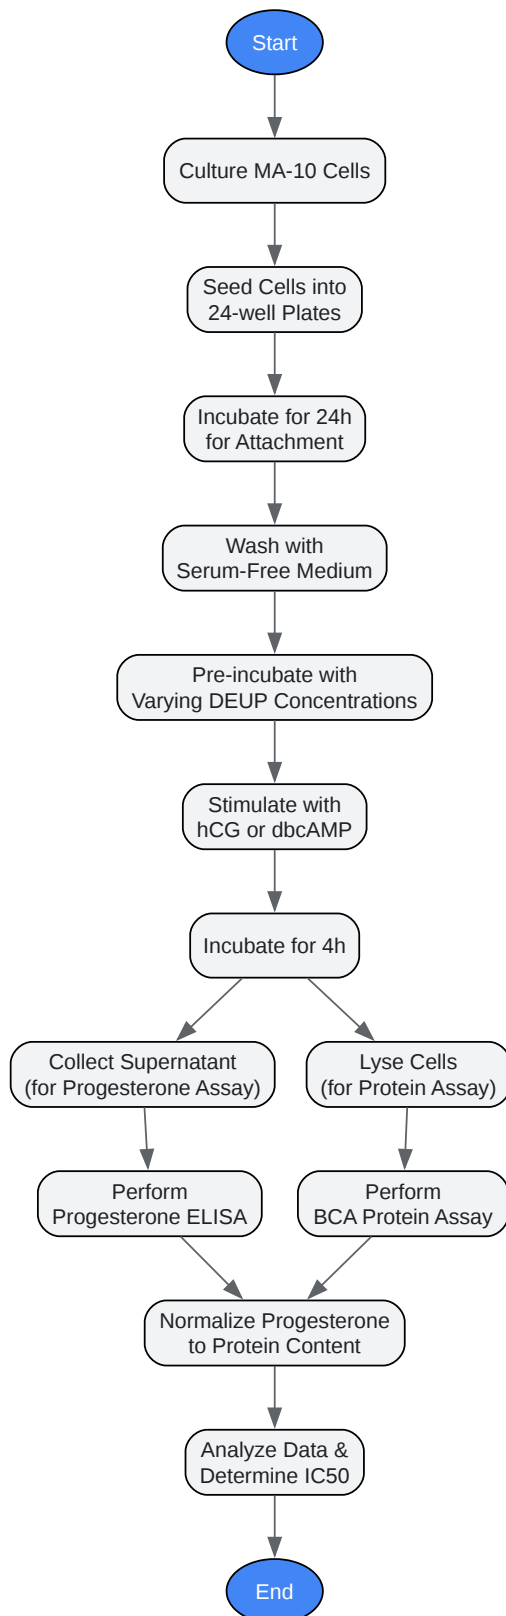 Start
Culture MA-10 Cells
Seed Cells into
24-well Plates
Incubate for 24h
for Attachment
Wash with
Serum-Free Medium
Pre-incubate with
Varying DEUP Concentrations
Stimulate with
hCG or dbcAMP
Incubate for 4h
Collect Supernatant
(for Progesterone Assay)
Lyse Cells
(for Protein Assay)
Perform
Progesterone ELISA
Perform
BCA Protein Assay
Normalize Progesterone
to Protein Content
Analyze Data &
Determine IC50
End